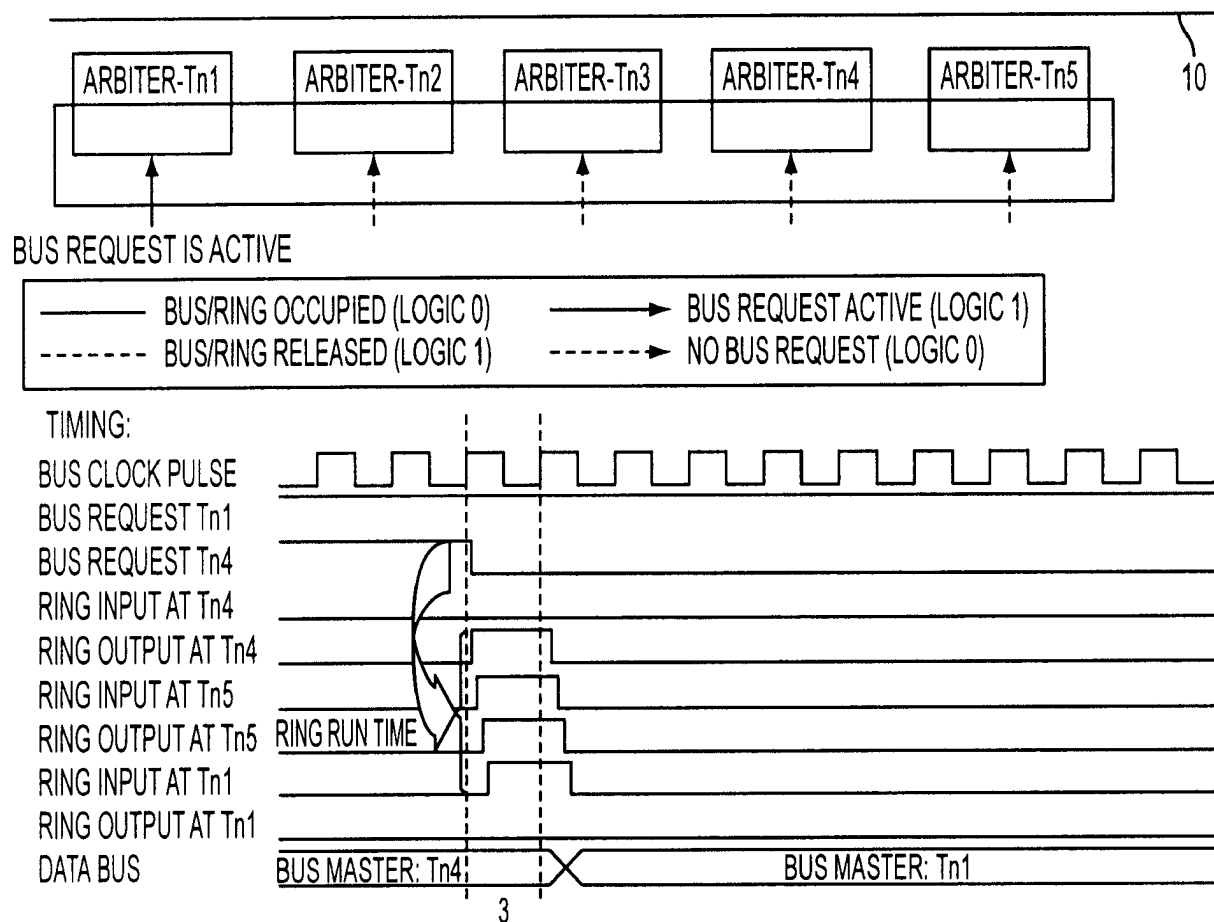 10
ARBITER-Tn1 ARBITER-Tn2 ARBITER-Tn3 ARBITER-Tn4 ARBITER-Tn5
BUS REQUEST IS ACTIVE
BUS/RING OCCUPIED (LOGIC 0) BUS REQUEST ACTIVE (LOGIC 1)
BUS/RING RELEASED (LOGIC 1) NO BUS REQUEST (LOGIC 0)
TIMING:
BUS CLOCK PULSE
BUS REQUEST Tn1
BUS REQUEST Tn4
RING INPUT AT Tn4
RING OUTPUT AT Tn4
RING INPUT AT Tn5
RING OUTPUT AT Tn5 RING RUN TIME
RING INPUT AT Tn1
RING OUTPUT AT Tn1
DATA BUS BUS MASTER: Tn4 BUS MASTER: Tn1
3